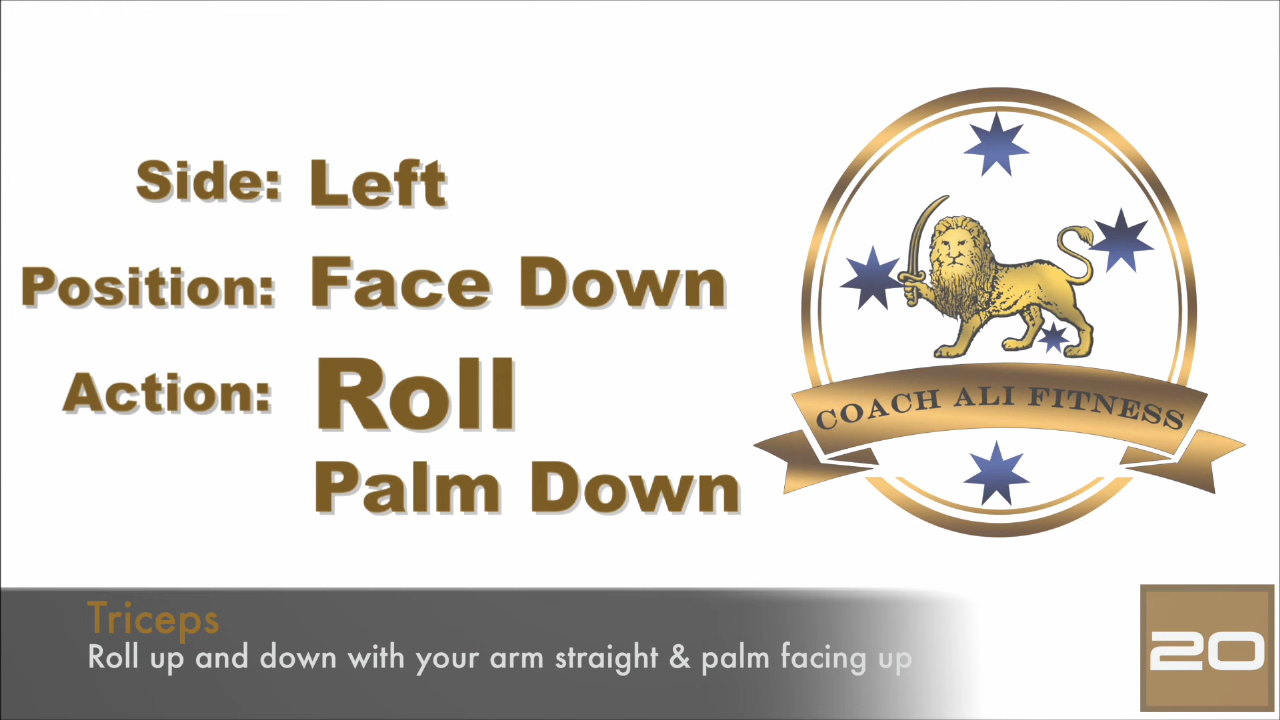 Side: Left
Position: Face Down
Action: Roll
Palm Down
COACH ALI FITNESS
Triceps
Roll up and down with your arm straight & palm facing up
20